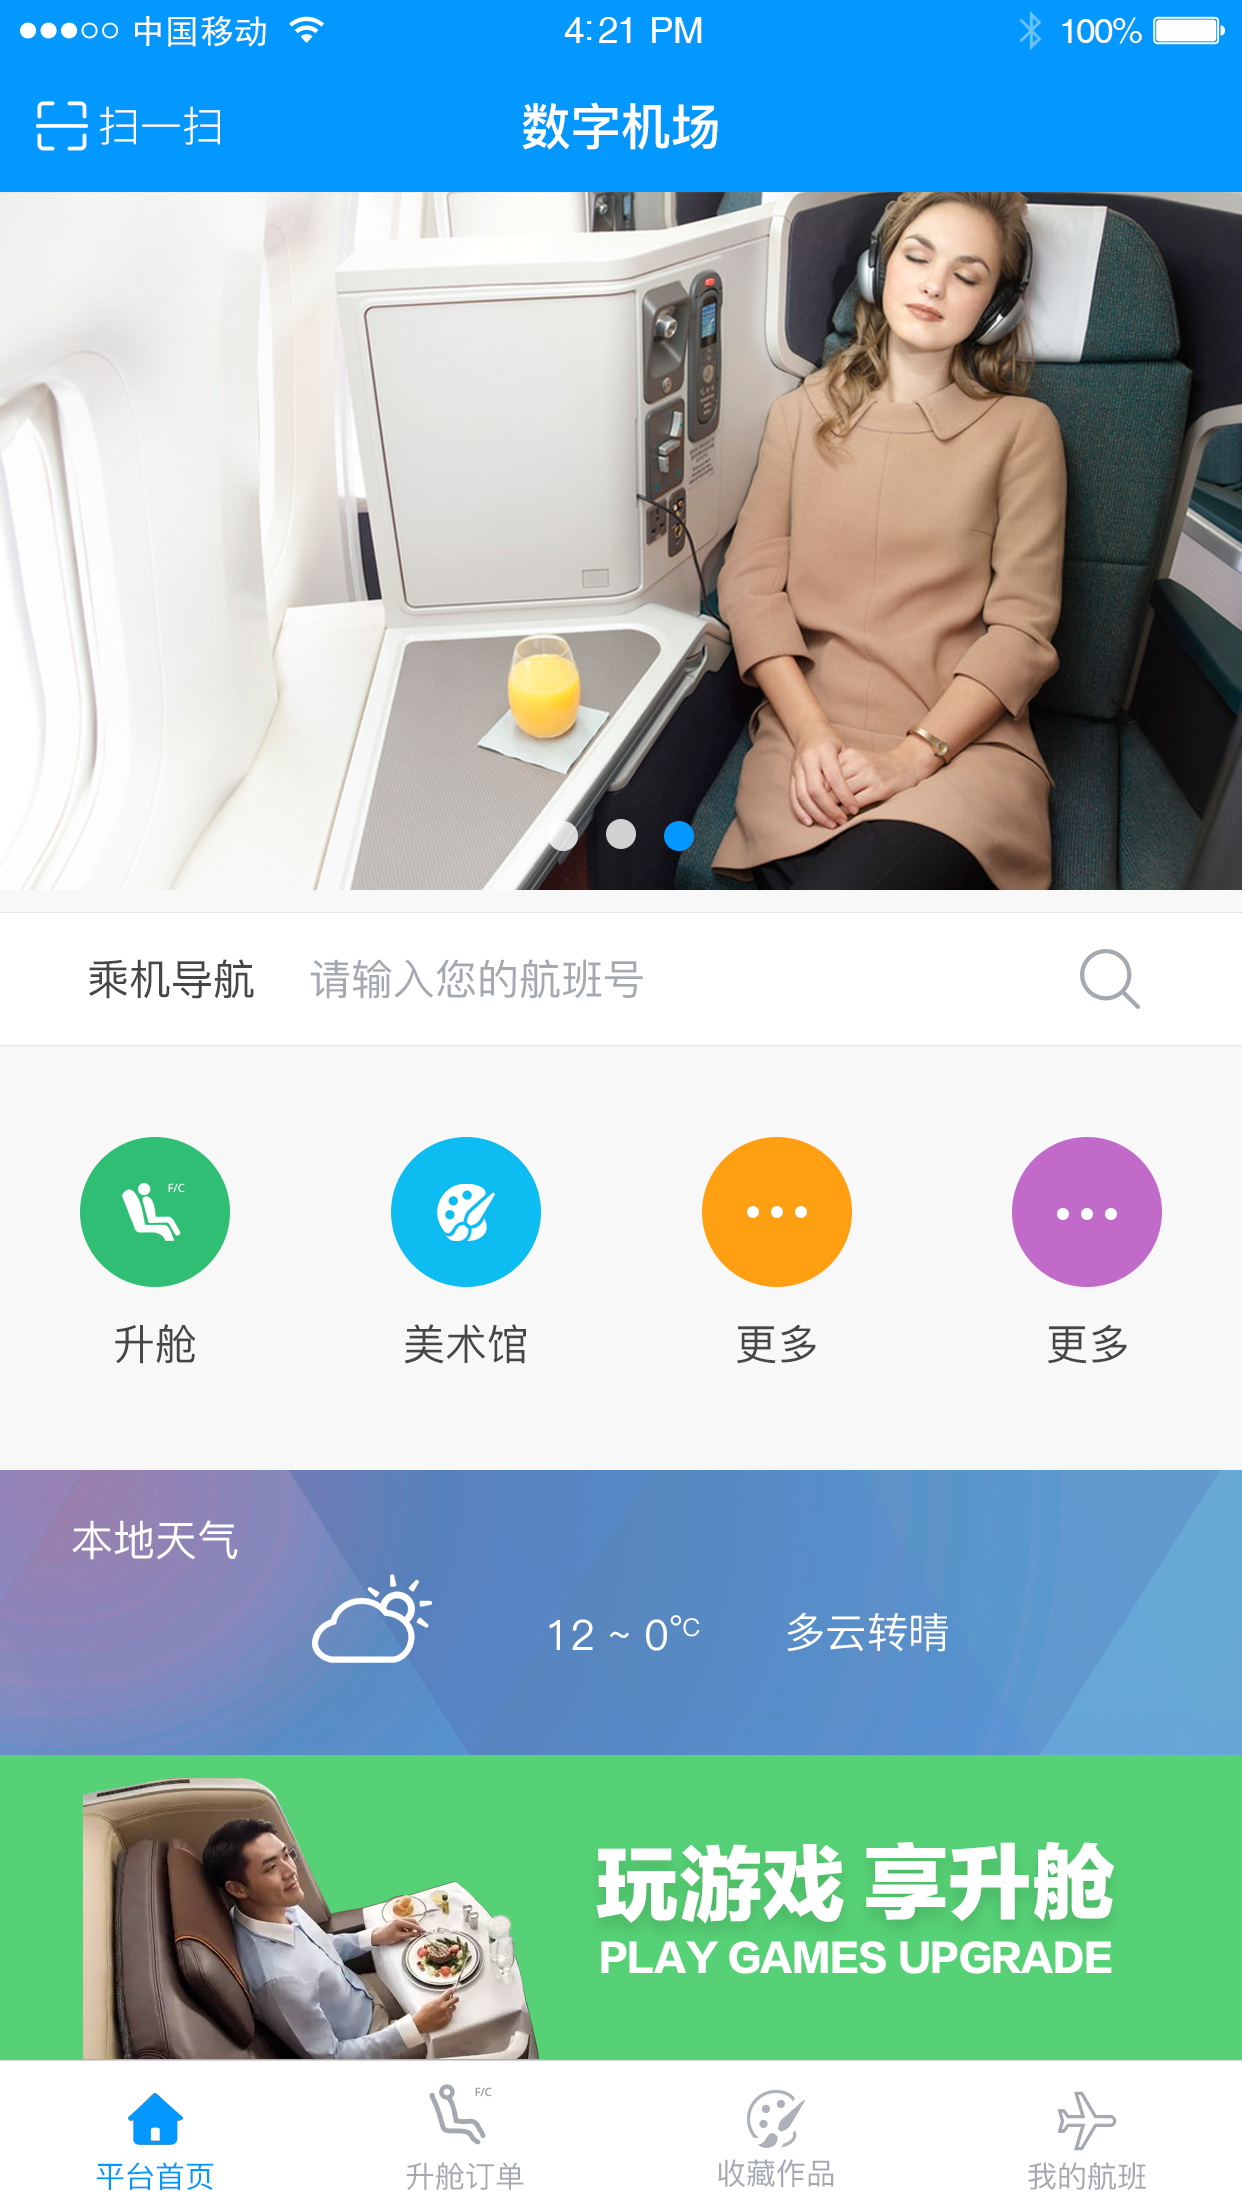 中国移动 4:21 PM 100%
扫一扫 数字机场
乘机导航 请输入您的航班号
F/C
升舱 美术馆 更多 更多
本地天气
12 ~ 0℃ 多云转晴
玩游戏 享升舱
PLAY GAMES UPGRADE
F/C
平台首页 升舱订单 收藏作品 我的航班